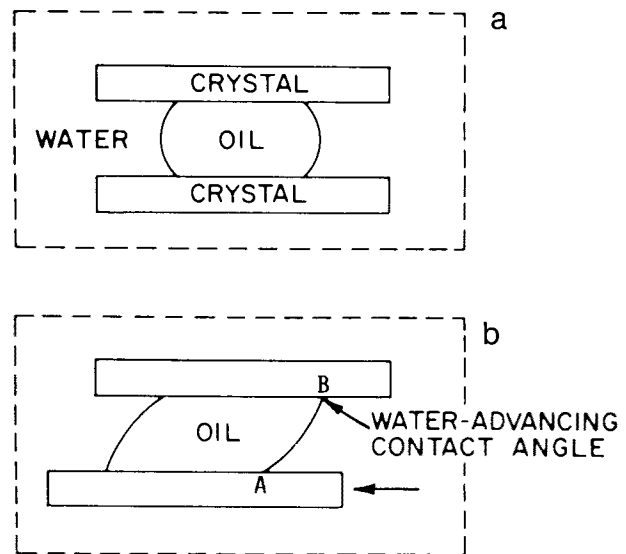 a
CRYSTAL
WATER OIL
CRYSTAL
b
B
WATER-ADVANCING
CONTACT ANGLE
OIL
A